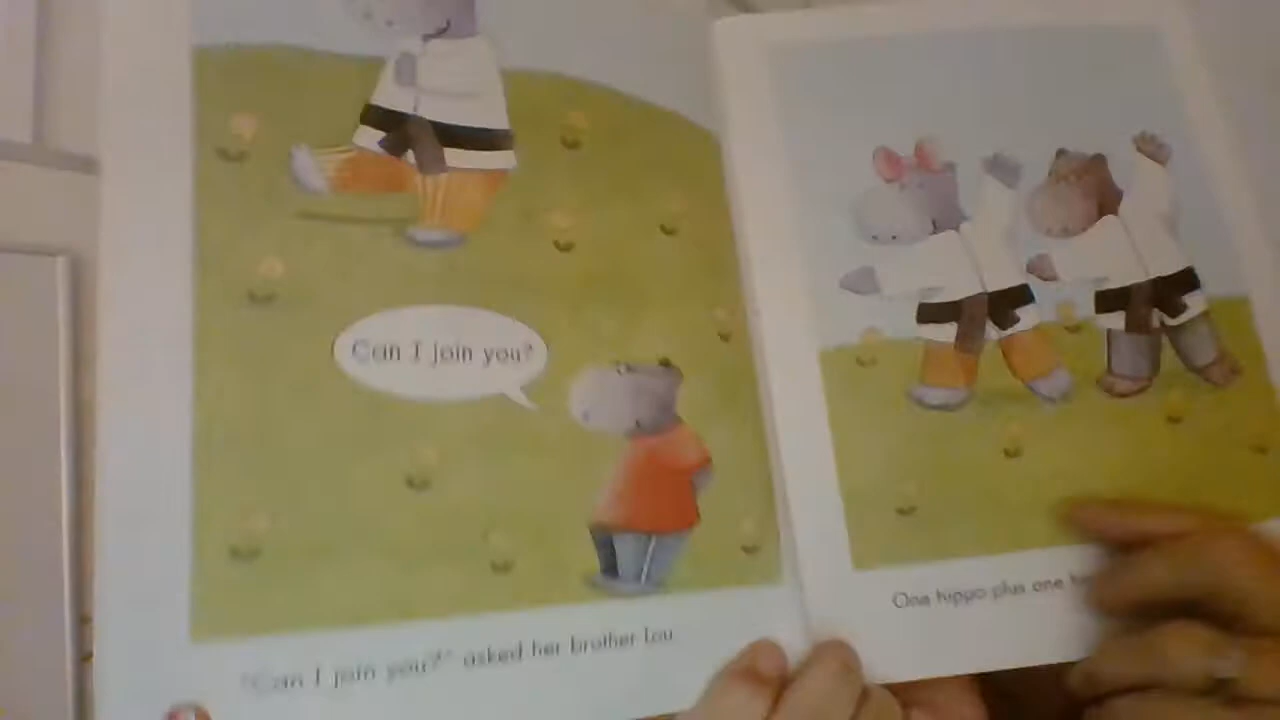 Can I join you?
"Can I join you?" asked her brother Lou.
One hippo plus one